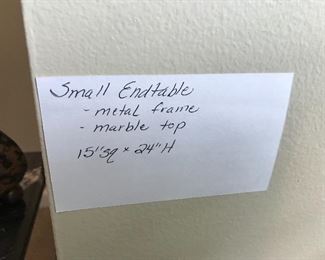 Small Endtable
- metal frame
- marble top
15"sq × 24"H